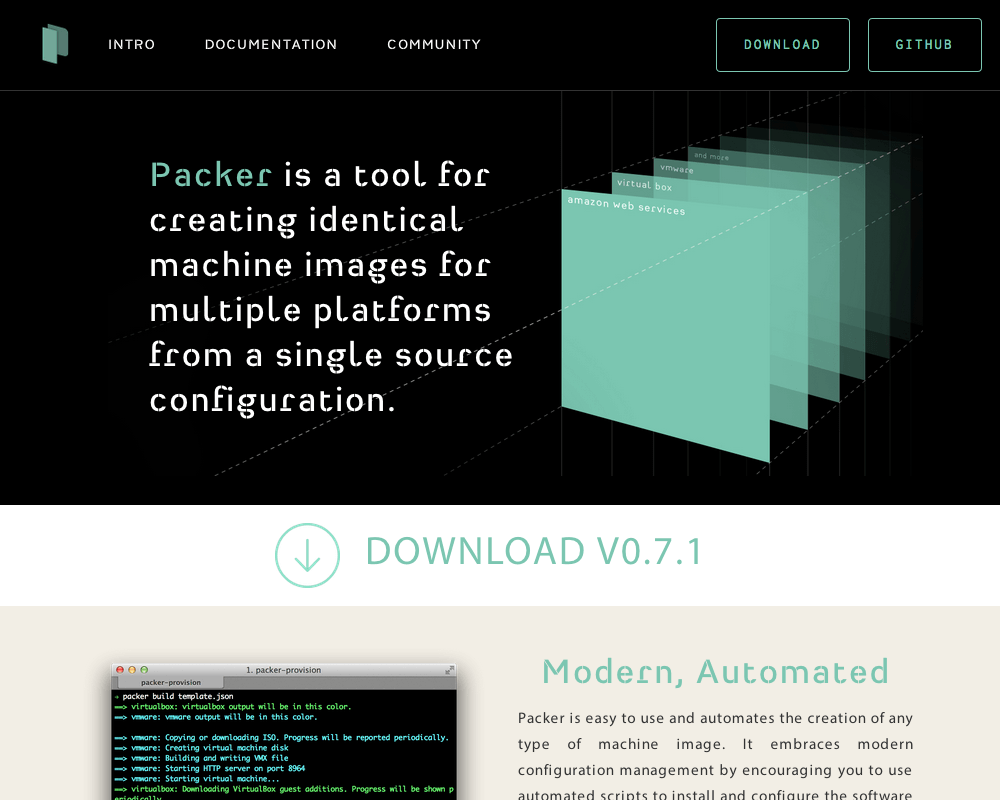 INTRO
DOCUMENTATION
COMMUNITY
DOWNLOAD
GITHUB
Packer is a tool for
creating identical
machine images for
multiple platforms
from a single source
configuration.
and more
vmware
virtual box
amazon web services
DOWNLOAD V0.7.1
1. packer-provision
packer-provision
→ packer build template.json
==> virtualbox: virtualbox output will be in this color.
==> vmware: vmware output will be in this color.
==> vmware: Copying or downloading ISO. Progress will be reported periodically.
==> vmware: Creating virtual machine disk
==> vmware: Building and writing VMX file
==> vmware: Starting HTTP server on port 8964
==> vmware: Starting virtual machine...
==> virtualbox: Downloading VirtualBox guest additions. Progress will be shown p
eriodically
Modern, Automated
Packer is easy to use and automates the creation of any
type of machine image. It embraces modern
configuration management by encouraging you to use
automated scripts to install and configure the software